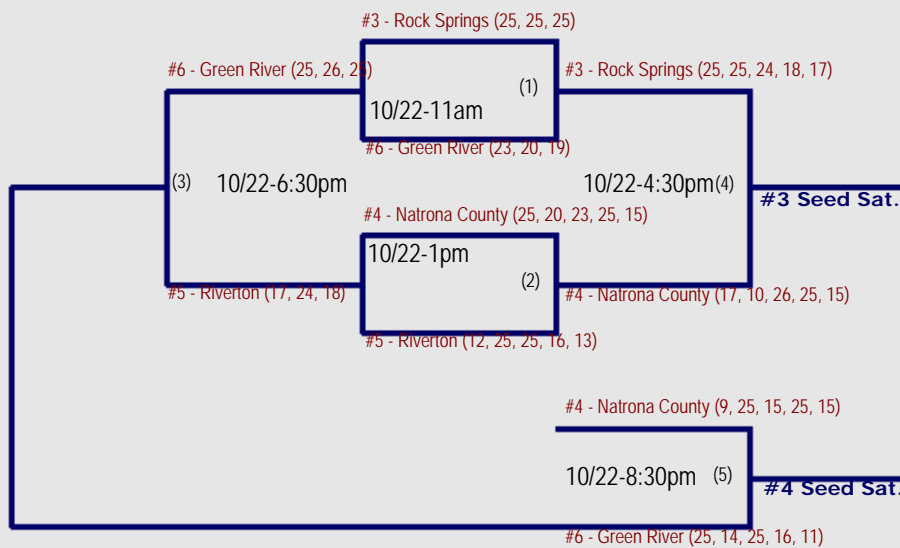 #3 - Rock Springs (25, 25, 25)
#6 - Green River (25, 26, 25)
#3 - Rock Springs (25, 25, 24, 18, 17)
(1)
10/22-11am
#6 - Green River (23, 20, 19)
(3)
10/22-6:30pm
10/22-4:30pm(4)
#3 Seed Sat.
#4 - Natrona County (25, 20, 23, 25, 15)
10/22-1pm
(2)
#5 - Riverton (17, 24, 18)
#4 - Natrona County (17, 10, 26, 25, 15)
#5 - Riverton (12, 25, 25, 16, 13)
#4 - Natrona County (9, 25, 15, 25, 15)
10/22-8:30pm (5)
#4 Seed Sat.
#6 - Green River (25, 14, 25, 16, 11)